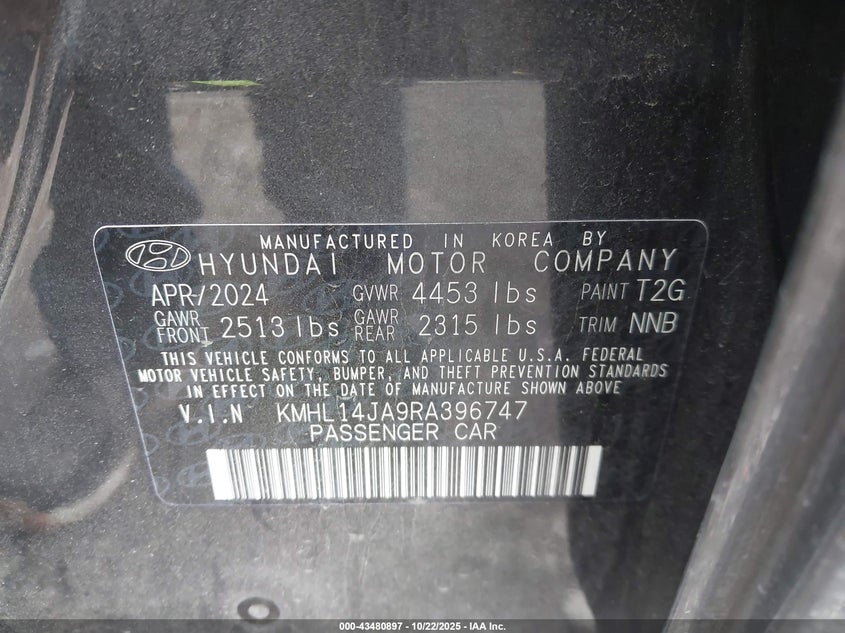 MANUFACTURED IN KOREA BY
HYUNDAI MOTOR COMPANY
APR/2024 GVWR 4453 lbs PAINT T2G
GAWR FRONT 2513 lbs GAWR REAR 2315 lbs TRIM NNB
THIS VEHICLE CONFORMS TO ALL APPLICABLE U.S.A. FEDERAL
MOTOR VEHICLE SAFETY, BUMPER, AND THEFT PREVENTION STANDARDS
IN EFFECT ON THE DATE OF MANUFACTURE SHOWN ABOVE
V.I.N KMHL14JA9RA396747
PASSENGER CAR
000-43480897 - 10/22/2025 - IAA Inc.